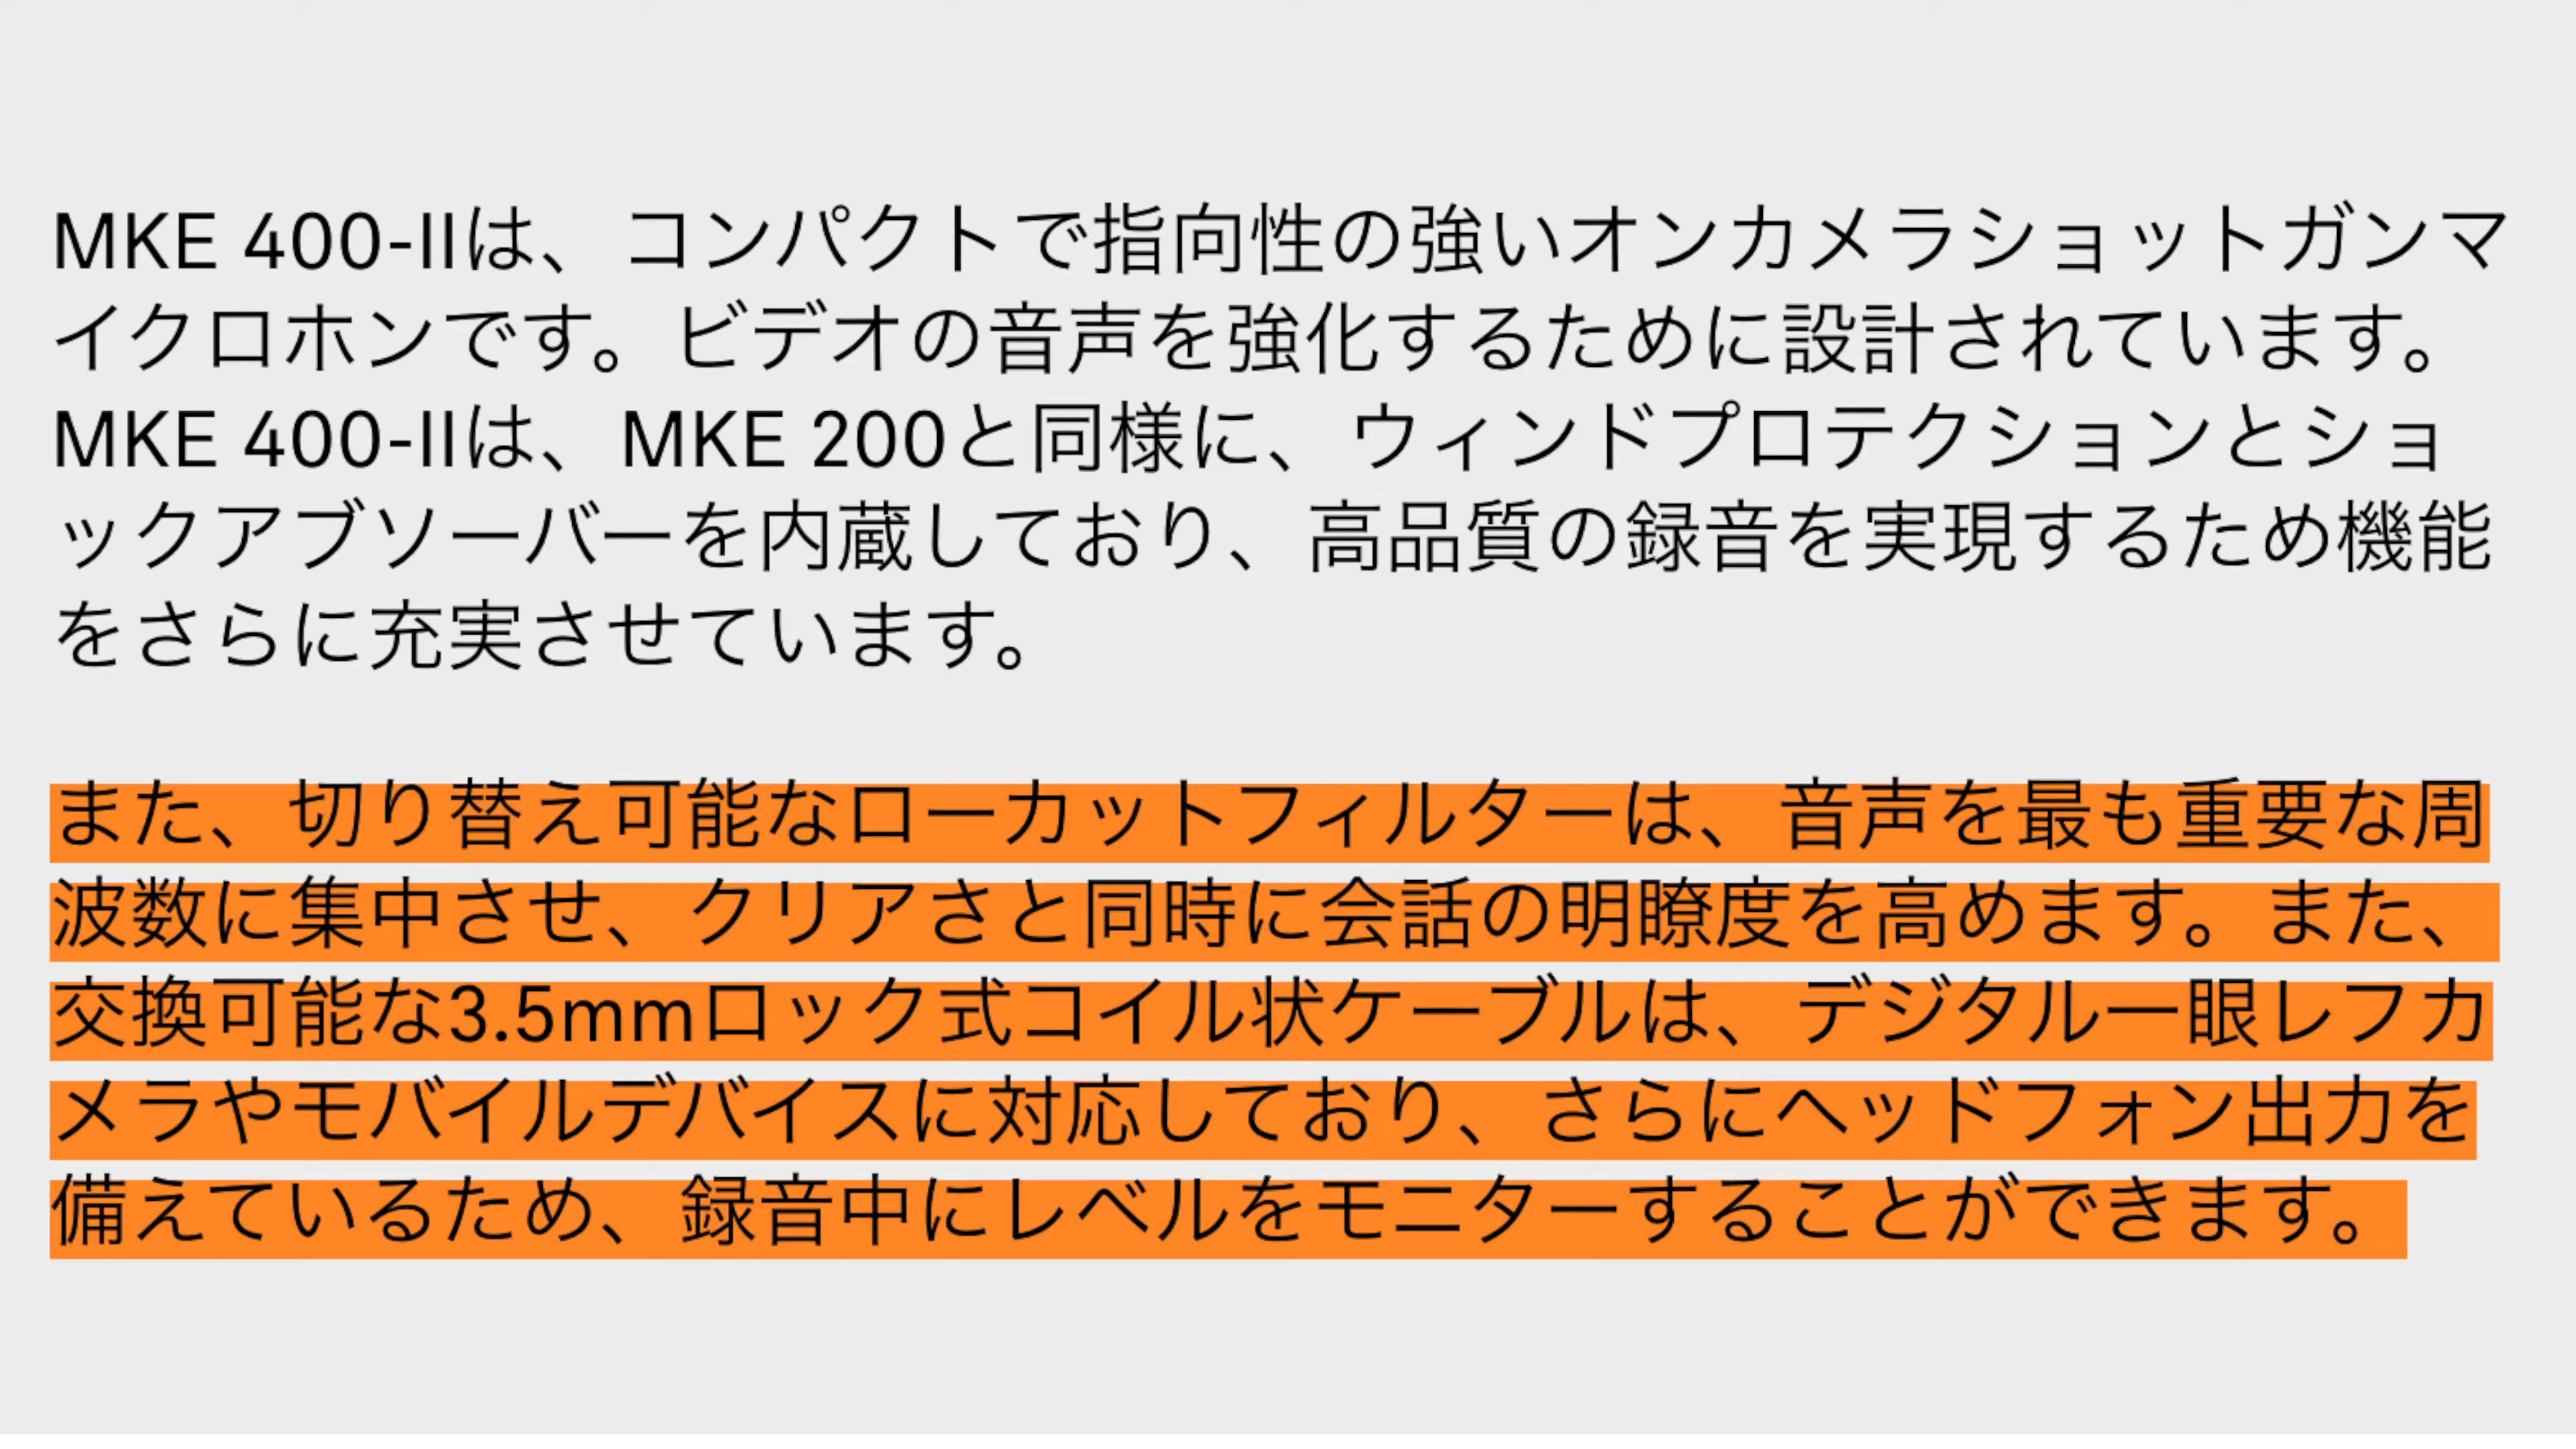 MKE 400-IIは、コンパクトで指向性の強いオンカメラショットガンマ
イクロホンです。ビデオの音声を強化するために設計されています。
MKE 400-IIは、MKE 200と同様に、ウィンドプロテクションとショ
ックアブソーバーを内蔵しており、高品質の録音を実現するため機能
をさらに充実させています。
また、切り替え可能なローカットフィルターは、音声を最も重要な周
波数に集中させ、クリアさと同時に会話の明瞭度を高めます。また、
交換可能な3.5mmロック式コイル状ケーブルは、デジタル一眼レフカ
メラやモバイルデバイスに対応しており、さらにヘッドフォン出力を
備えているため、録音中にレベルをモニターすることができます。